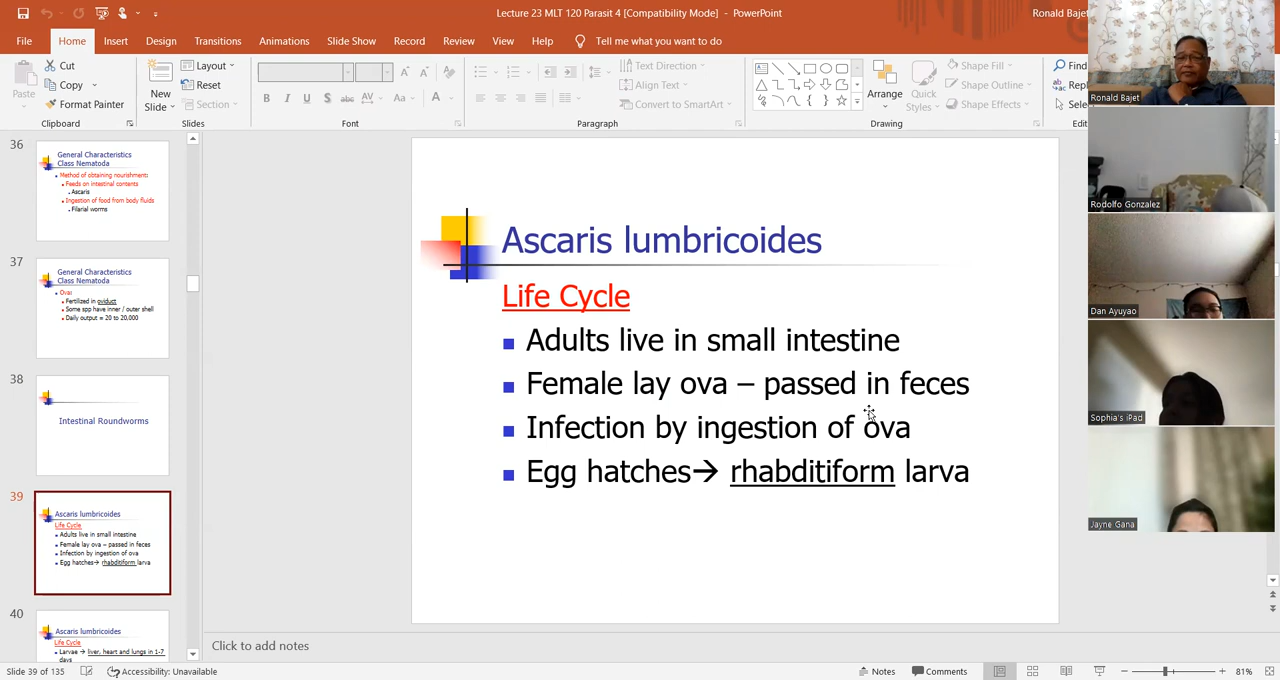 Lecture 23 MLT 120 Parasit 4 [Compatibility Mode] - PowerPoint
Ronald Bajet
File Home Insert Design Transitions Animations Slide Show Record Review View Help Tell me what you want to do
Paste
Cut
Copy
Format Painter
Clipboard
New
Slide
Layout
Reset
Section
Slides
B I U S abc AV Aa A
Font
Text Direction
Align Text
Convert to SmartArt
Paragraph
Arrange
Quick
Styles
Shape Fill
Shape Outline
Shape Effects
Drawing
Find
Repl
Selec
Edit
36
General Characteristics
Class Nematoda
Method of obtaining nourishment:
Feeds on intestinal contents
Ascaris
Ingestion of food from body fluids
Filarial worms
37
General Characteristics
Class Nematoda
Ova:
Fertilized in oviduct
Some spp have inner / outer shell
Daily output = 20 to 20,000
38
Intestinal Roundworms
39
Ascaris lumbricoides
Life Cycle
Adults live in small intestine
Female lay ova – passed in feces
Infection by ingestion of ova
Egg hatches→ rhabditiform larva
40
Ascaris lumbricoides
Life Cycle
Larvae → liver, heart and lungs in 1-7
days
Ascaris lumbricoides
Life Cycle
Adults live in small intestine
Female lay ova – passed in feces
Infection by ingestion of ova
Egg hatches→ rhabditiform larva
Click to add notes
Ronald Bajet
Rodolfo Gonzalez
Dan Ayuyao
Sophia's iPad
Jayne Gana
Slide 39 of 135
Accessibility: Unavailable
Notes
Comments
81%